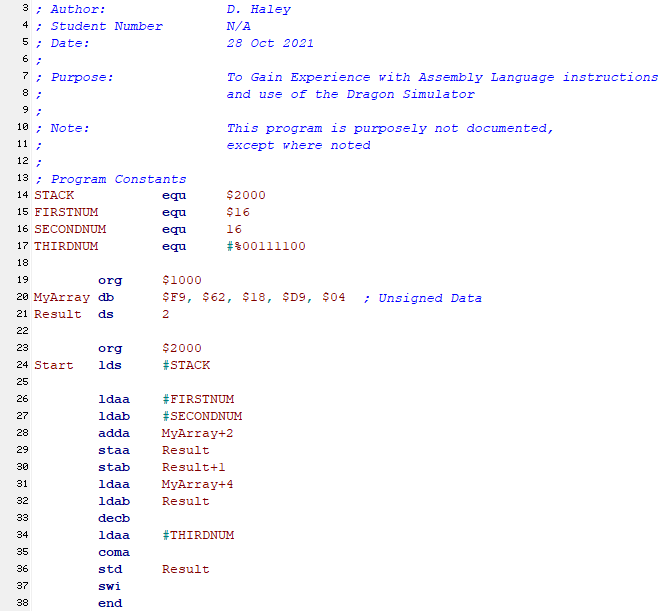 3 ; Author: D. Haley
4 ; Student Number N/A
5 ; Date: 28 Oct 2021
6 ;
7 ; Purpose: To Gain Experience with Assembly Language instructions
8 ; and use of the Dragon Simulator
9 ;
10 ; Note: This program is purposely not documented,
11 ; except where noted
12 ;
13 ; Program Constants
14 STACK equ $2000
15 FIRSTNUM equ $16
16 SECONDNUM equ 16
17 THIRDNUM equ #%00111100
18
19 org $1000
20 MyArray db $F9, $62, $18, $D9, $04 ; Unsigned Data
21 Result ds 2
22
23 org $2000
24 Start lds #STACK
25
26 ldaa #FIRSTNUM
27 ldab #SECONDNUM
28 adda MyArray+2
29 staa Result
30 stab Result+1
31 ldaa MyArray+4
32 ldab Result
33 decb
34 ldaa #THIRDNUM
35 coma
36 std Result
37 swi
38 end